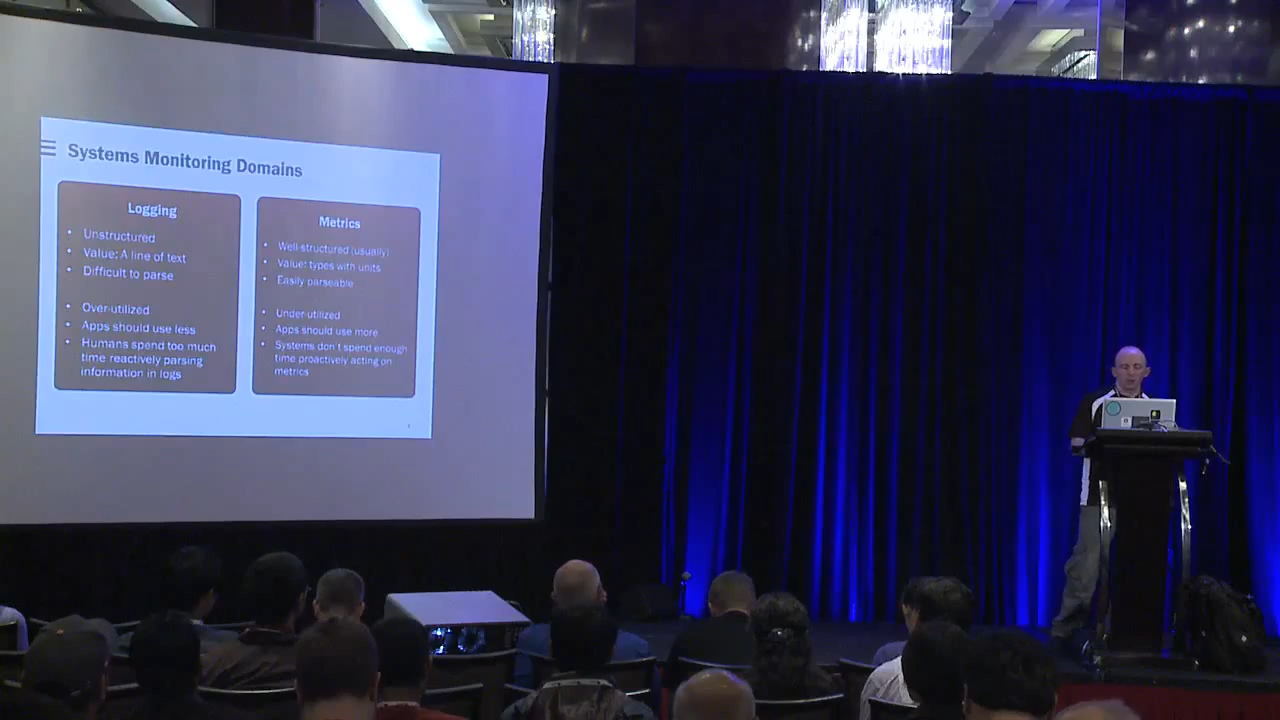 Systems Monitoring Domains
Logging
• Unstructured
• Value: A line of text
• Difficult to parse
• Over-utilized
• Apps should use less
• Humans spend too much
time reactively parsing
information in logs
Metrics
• Well-structured (usually)
• Value: types with units
• Easily parseable
• Under-utilized
• Apps should use more
• Systems don't spend enough
time proactively acting on
metrics